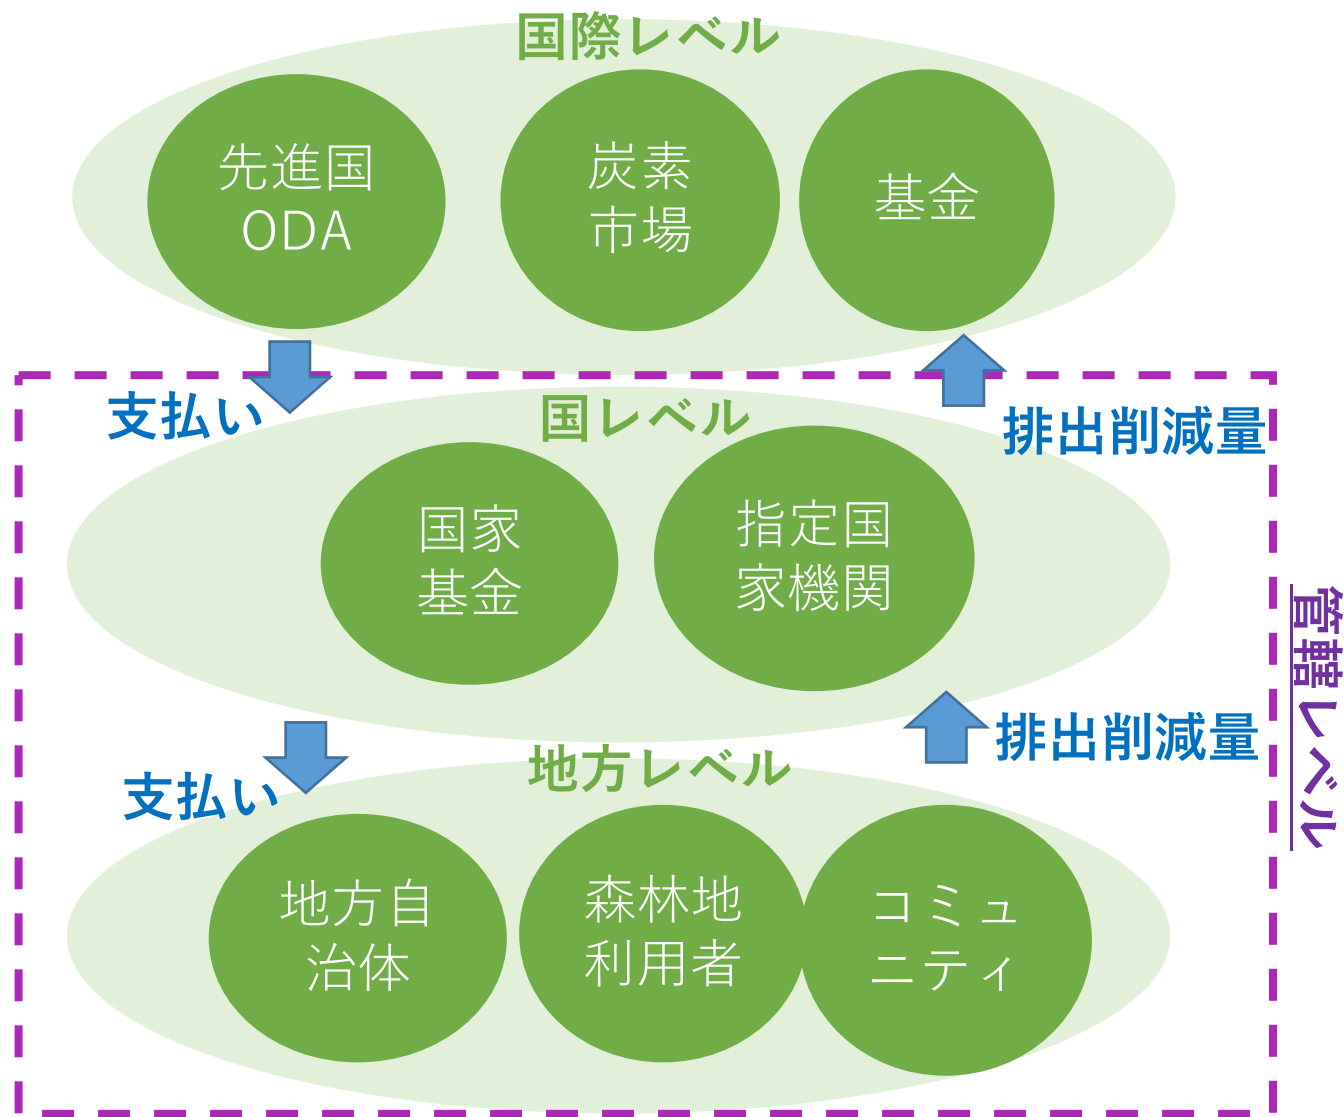 国際レベル
先進国
ODA
炭素
市場
基金
支払い
排出削減量
国レベル
国家
基金
指定国
家機関
管轄レベル
支払い
排出削減量
地方レベル
地方自
治体
森林地
利用者
コミュ
ニティ